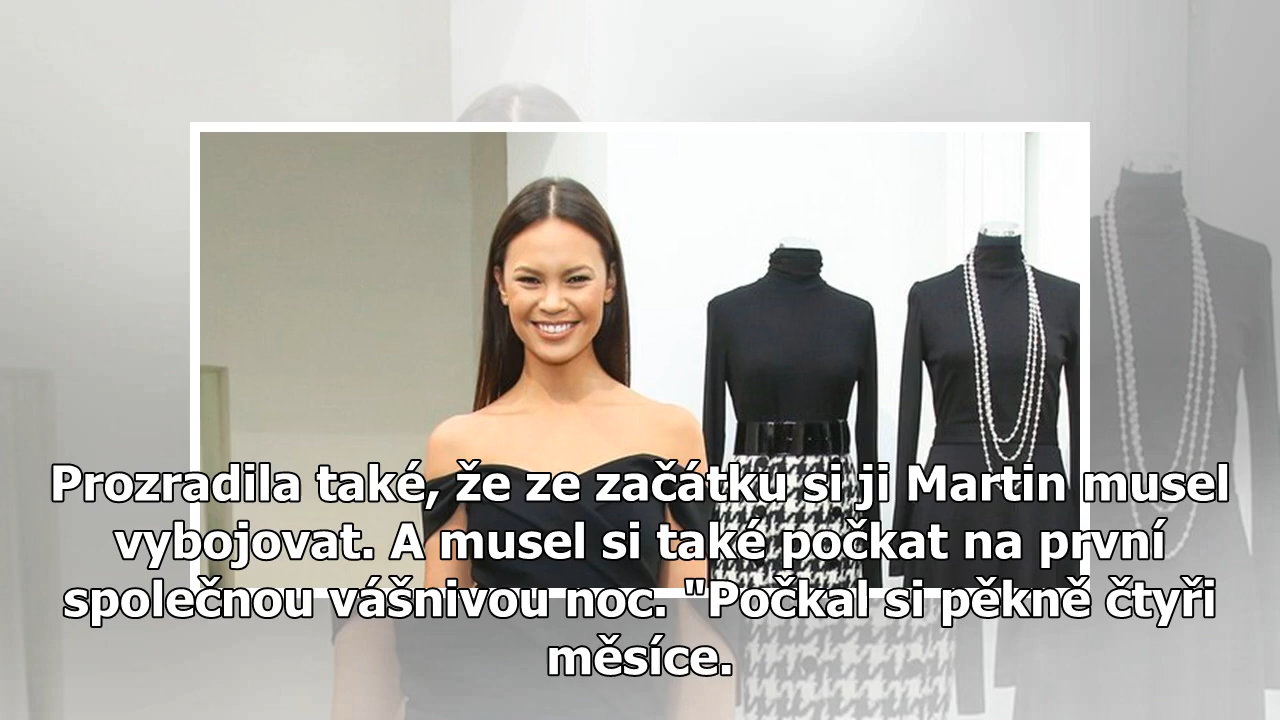 Prozradila také, že ze začátku si ji Martin musel
vybojovat. A musel si také počkat na první
společnou vášnivou noc. "Počkal si pěkně čtyři
měsíce.